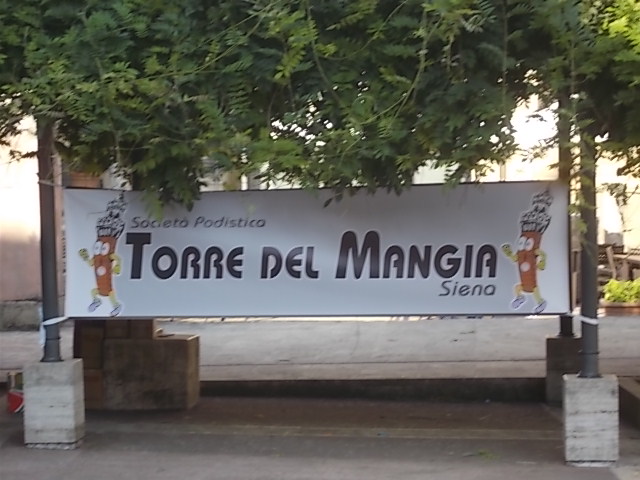 Società Podistica
TORRE DEL MANGIA
Siena